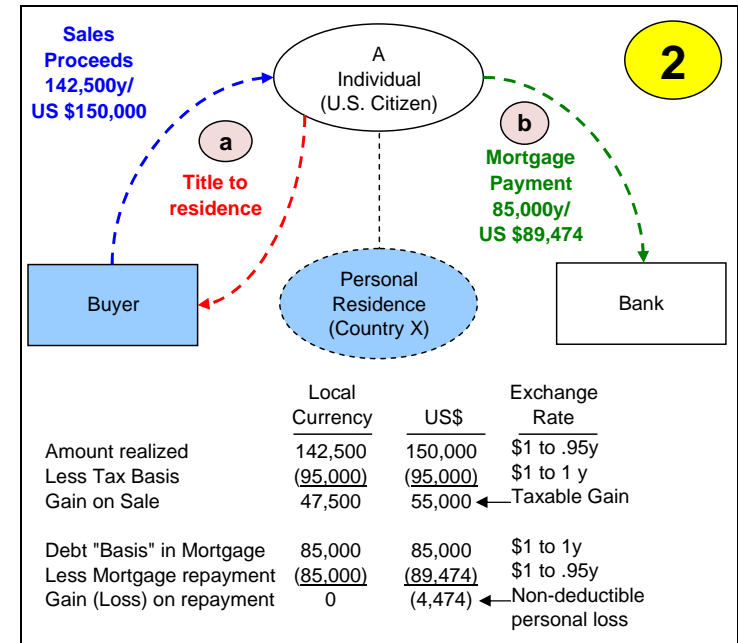 Sales
Proceeds
142,500y/
US $150,000
A
Individual
(U.S. Citizen)
2
a
Title to
residence
b
Mortgage
Payment
85,000y/
US $89,474
Buyer
Personal
Residence
(Country X)
Bank
Local Currency US$ Exchange Rate
Amount realized 142,500 150,000 $1 to .95y
Less Tax Basis (95,000) (95,000) $1 to 1 y
Gain on Sale 47,500 55,000 Taxable Gain
Debt "Basis" in Mortgage 85,000 85,000 $1 to 1y
Less Mortgage repayment (85,000) (89,474) $1 to .95y
Gain (Loss) on repayment 0 (4,474) Non-deductible
personal loss